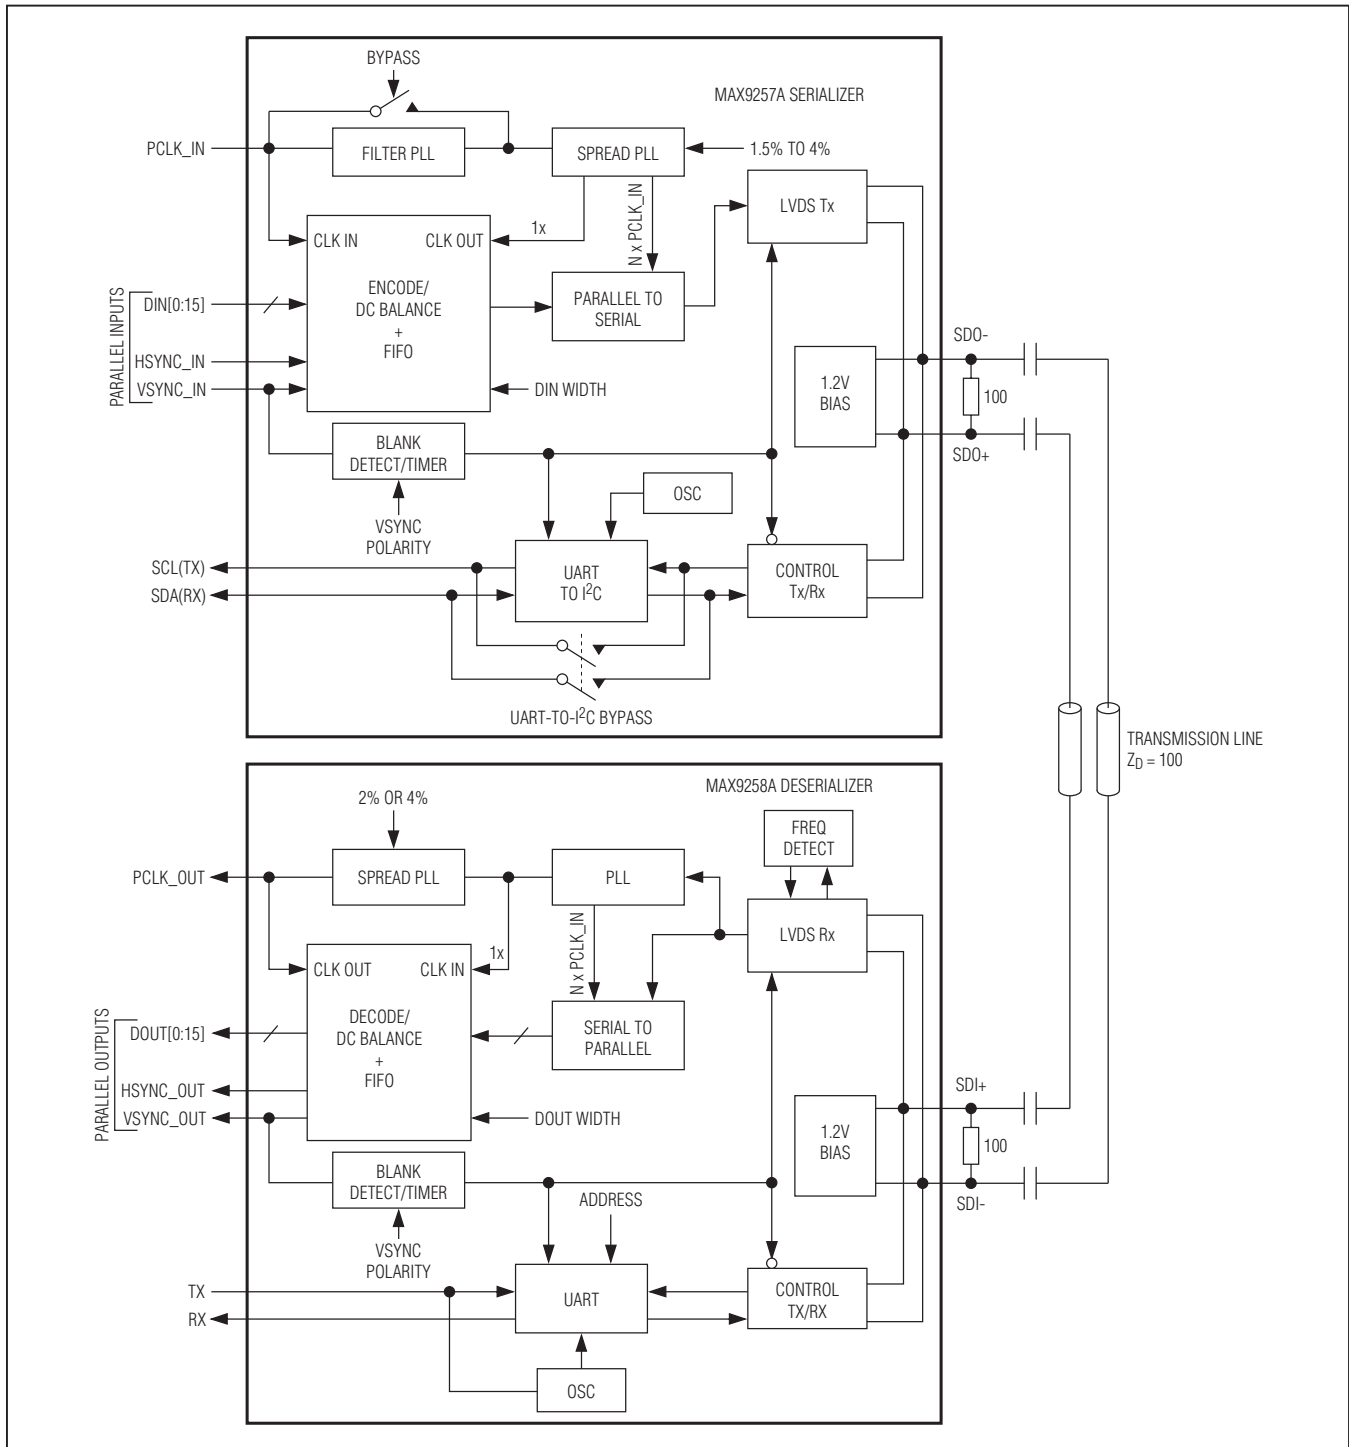 BYPASS
MAX9257A SERIALIZER
PCLK_IN
FILTER PLL
SPREAD PLL
1.5% TO 4%
N x PCLK_IN
LVDS Tx
1x
CLK IN
CLK OUT
PARALLEL INPUTS
DIN[0:15]
HSYNC_IN
VSYNC_IN
ENCODE/
DC BALANCE
+
FIFO
PARALLEL TO
SERIAL
DIN WIDTH
1.2V
BIAS
SDO-
100
SDO+
BLANK
DETECT/TIMER
VSYNC
POLARITY
OSC
SCL(TX)
SDA(RX)
UART
TO I²C
CONTROL
Tx/Rx
UART-TO-I²C BYPASS
TRANSMISSION LINE
Z_D = 100
MAX9258A DESERIALIZER
2% OR 4%
FREQ
DETECT
PCLK_OUT
SPREAD PLL
PLL
LVDS Rx
N x PCLK_IN
1x
CLK OUT
CLK IN
PARALLEL OUTPUTS
DOUT[0:15]
HSYNC_OUT
VSYNC_OUT
DECODE/
DC BALANCE
+
FIFO
SERIAL TO
PARALLEL
DOUT WIDTH
1.2V
BIAS
SDI+
100
SDI-
BLANK
DETECT/TIMER
VSYNC
POLARITY
ADDRESS
TX
RX
UART
CONTROL
TX/RX
OSC